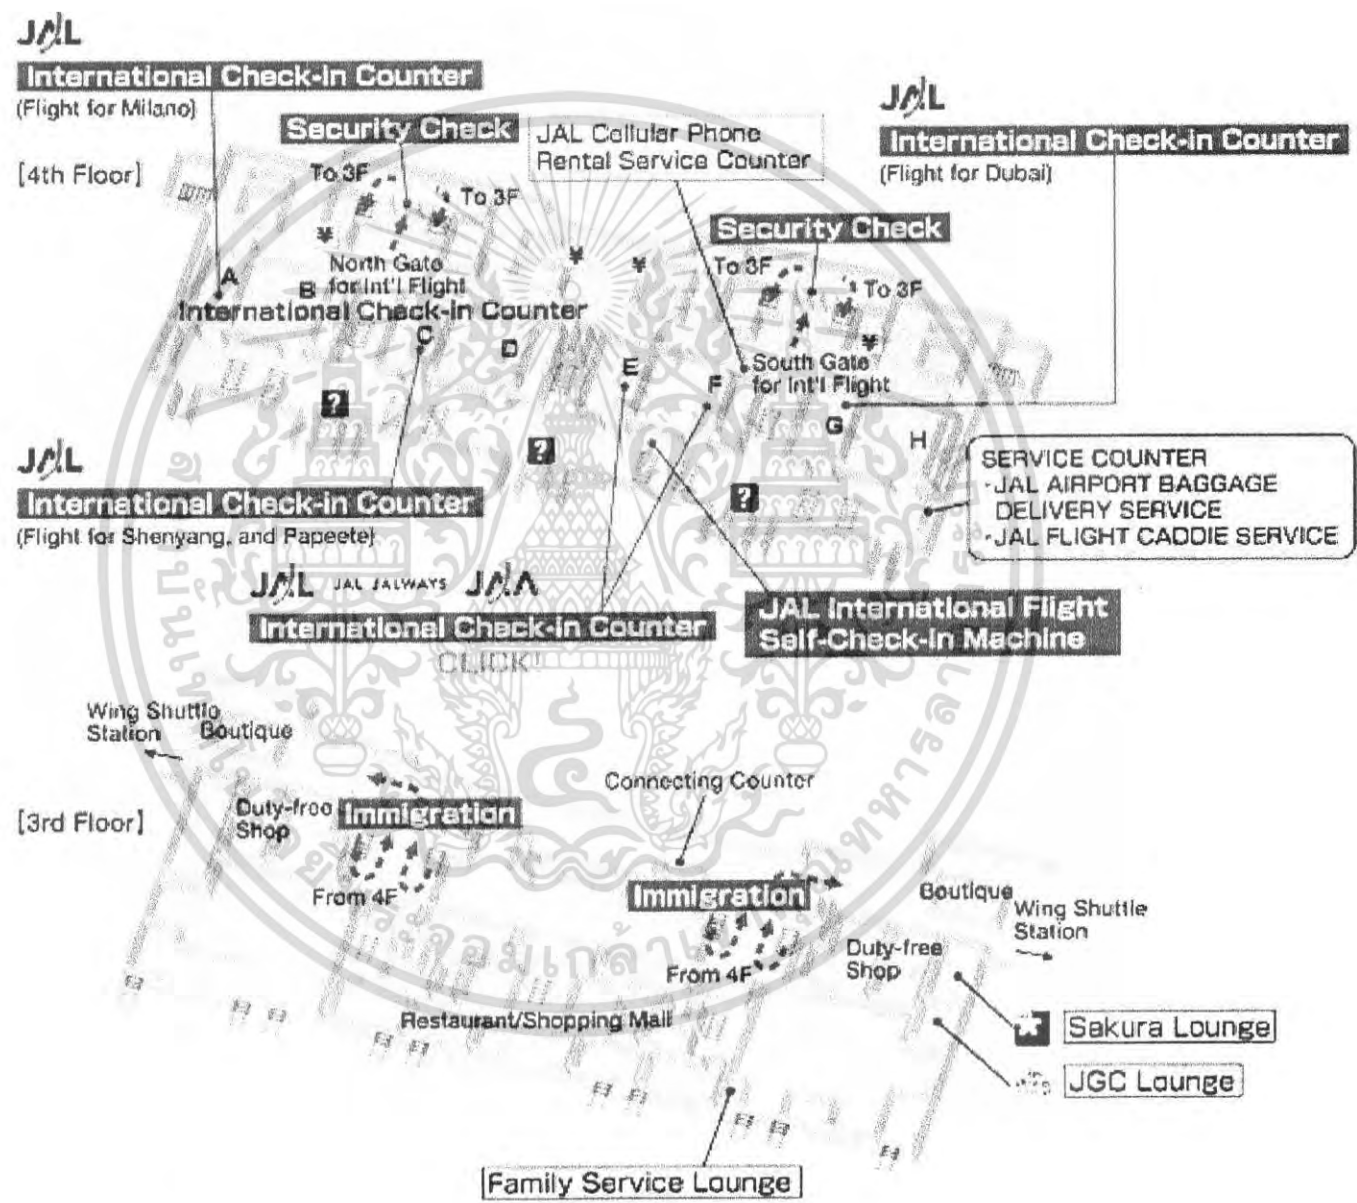 JAL
International Check-in Counter
(Flight for Milano)
[4th Floor]
Security Check
To 3F
To 3F
JAL Cellular Phone
Rental Service Counter
JAL
International Check-in Counter
(Flight for Dubai)
Security Check
To 3F
To 3F
¥
¥
¥
¥
North Gate
for Int'l Flight
International Check-in Counter
A
B
C
D
E
F
South Gate
for Int'l Flight
G
H
?
?
?
SERVICE COUNTER
-JAL AIRPORT BAGGAGE
DELIVERY SERVICE
-JAL FLIGHT CADDIE SERVICE
JAL
International Check-in Counter
(Flight for Shenyang, and Papeete)
JAL JAL JALWAYS JAA
International Check-in Counter
CLICK!
JAL International Flight
Self-Check-in Machine
Wing Shuttle
Station
Boutique
[3rd Floor]
Duty-free
Shop
Immigration
From 4F
Connecting Counter
Immigration
From 4F
Boutique
Wing Shuttle
Station
Duty-free
Shop
Restaurant/Shopping Mall
Sakura Lounge
JGC Lounge
Family Service Lounge